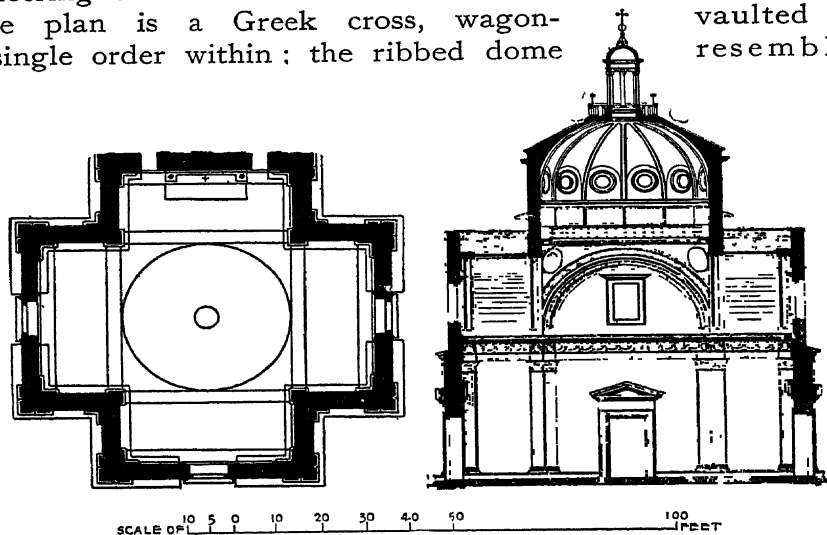 e plan is a Greek cross, wagon- vaulted
single order within; the ribbed dome resembl
SCALE OF 10 5 0 10 20 30 40 50 100 FEET